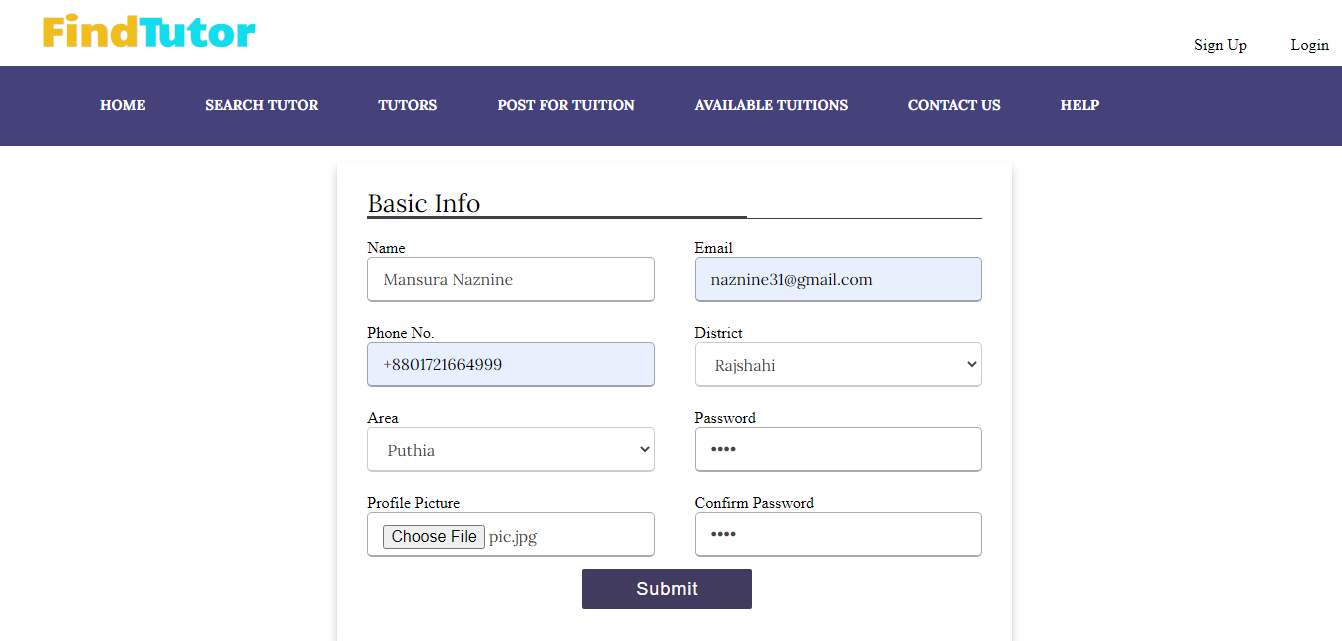 FindTutor
Sign Up Login
HOME SEARCH TUTOR TUTORS POST FOR TUITION AVAILABLE TUITIONS CONTACT US HELP
Basic Info
Name Email
Mansura Naznine naznine31@gmail.com
Phone No. District
+8801721664999 Rajshahi
Area Password
Puthia ••••
Profile Picture Confirm Password
Choose File pic.jpg ••••
Submit